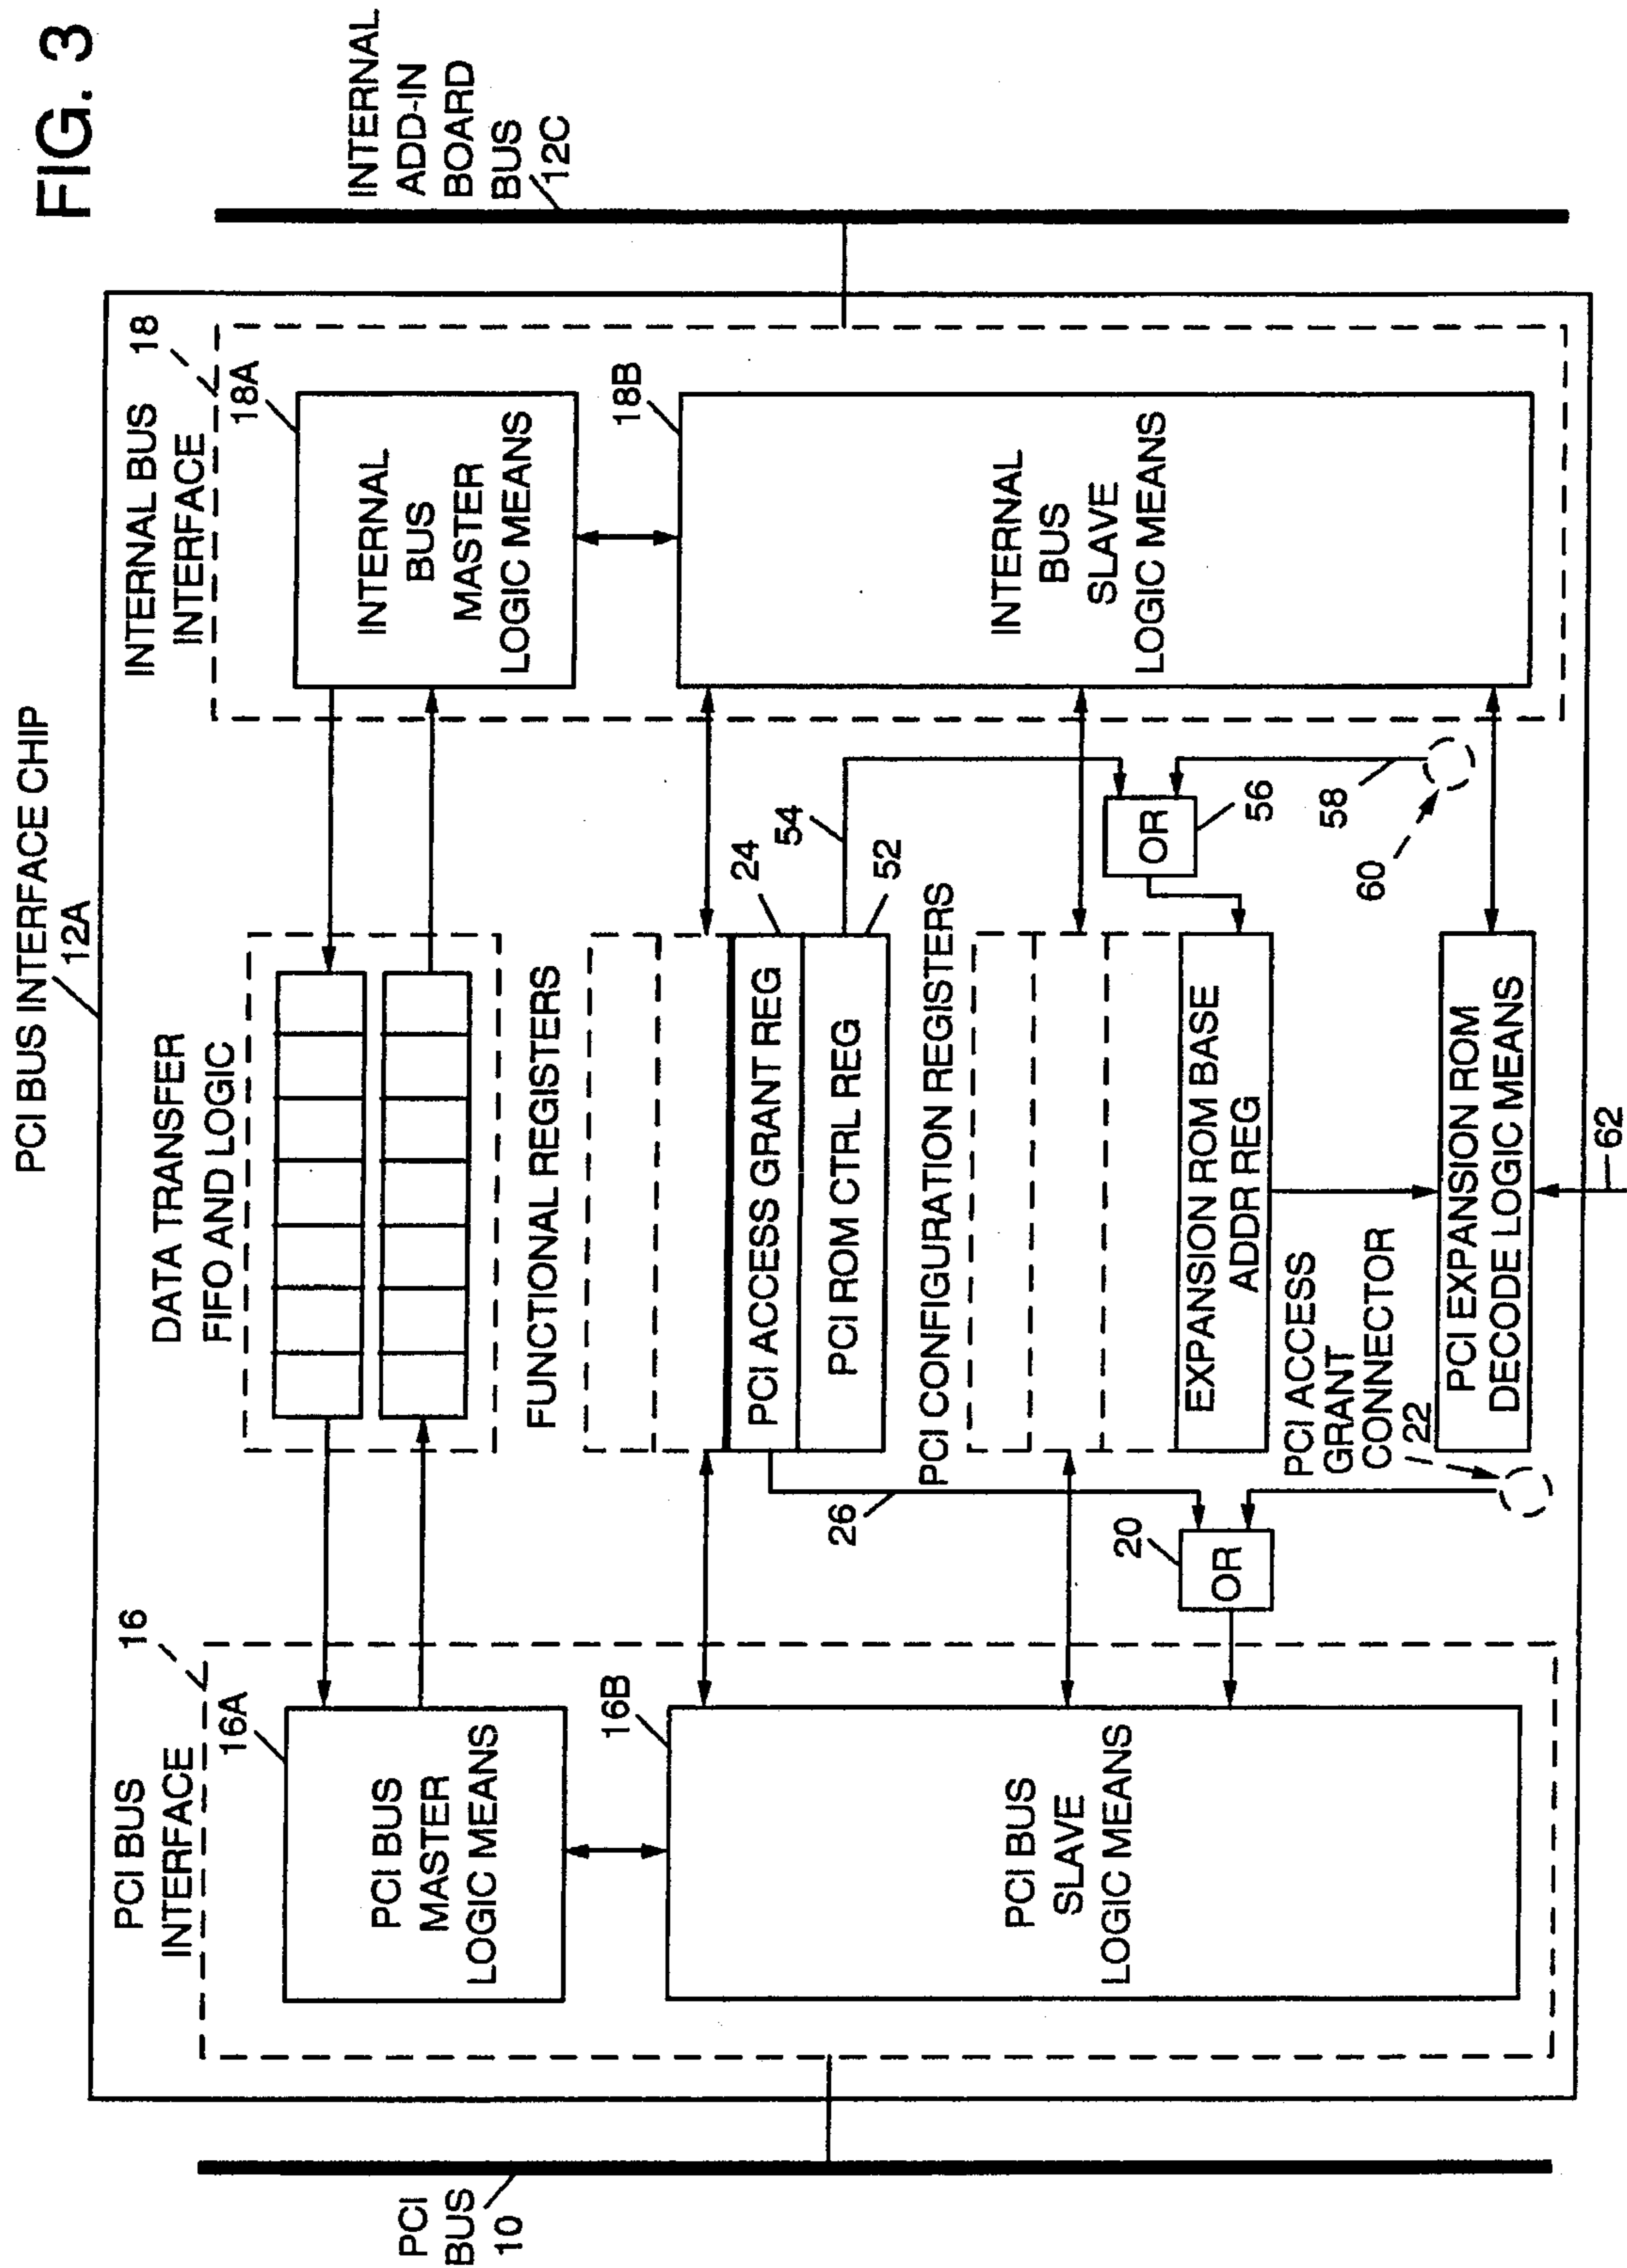 FIG. 3
PCI BUS INTERFACE CHIP
12A
PCI
BUS
10
PCI BUS
INTERFACE
16
16A
PCI BUS
MASTER
LOGIC MEANS
16B
PCI BUS
SLAVE
LOGIC MEANS
DATA TRANSFER
FIFO AND LOGIC
FUNCTIONAL REGISTERS
PCI ACCESS GRANT REG
24
PCI ROM CTRL REG
52
54
26
PCI CONFIGURATION REGISTERS
EXPANSION ROM BASE
ADDR REG
20
OR
OR
56
58
60
PCI ACCESS
GRANT
CONNECTOR
22
PCI EXPANSION ROM
DECODE LOGIC MEANS
62
INTERNAL BUS
INTERFACE
18
18A
INTERNAL
BUS
MASTER
LOGIC MEANS
18B
INTERNAL
BUS
SLAVE
LOGIC MEANS
INTERNAL
ADD-IN
BOARD
BUS
12C